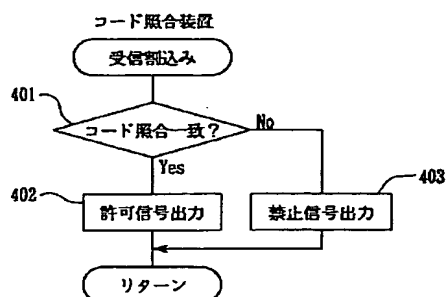 コード照合装置
受信割込み
401
コード照合一致？
No
Yes
402
許可信号出力
禁止信号出力
403
リターン